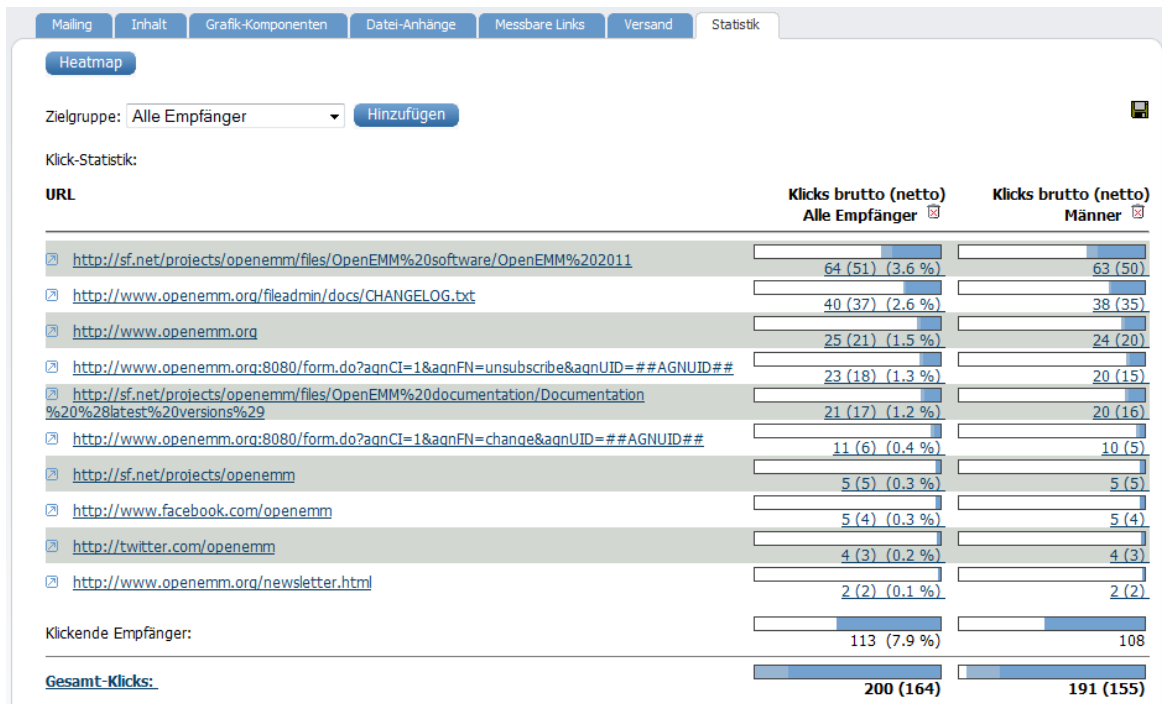 Mailing Inhalt Grafik-Komponenten Datei-Anhänge Messbare Links Versand Statistik
Heatmap
Zielgruppe: Alle Empfänger Hinzufügen
Klick-Statistik:
URL Klicks brutto (netto) Klicks brutto (netto)
Alle Empfänger Männer
http://sf.net/projects/openemm/files/OpenEMM%20software/OpenEMM%202011
64 (51) (3.6 %) 63 (50)
http://www.openemm.org/fileadmin/docs/CHANGELOG.txt
40 (37) (2.6 %) 38 (35)
http://www.openemm.org
25 (21) (1.5 %) 24 (20)
http://www.openemm.org:8080/form.do?agnCI=1&agnFN=unsubscribe&agnUID=##AGNUID##
23 (18) (1.3 %) 20 (15)
http://sf.net/projects/openemm/files/OpenEMM%20documentation/Documentation
%20%28latest%20versions%29 21 (17) (1.2 %) 20 (16)
http://www.openemm.org:8080/form.do?agnCI=1&agnFN=change&agnUID=##AGNUID##
11 (6) (0.4 %) 10 (5)
http://sf.net/projects/openemm
5 (5) (0.3 %) 5 (5)
http://www.facebook.com/openemm
5 (4) (0.3 %) 5 (4)
http://twitter.com/openemm
4 (3) (0.2 %) 4 (3)
http://www.openemm.org/newsletter.html
2 (2) (0.1 %) 2 (2)
Klickende Empfänger:
113 (7.9 %) 108
Gesamt-Klicks:
200 (164) 191 (155)